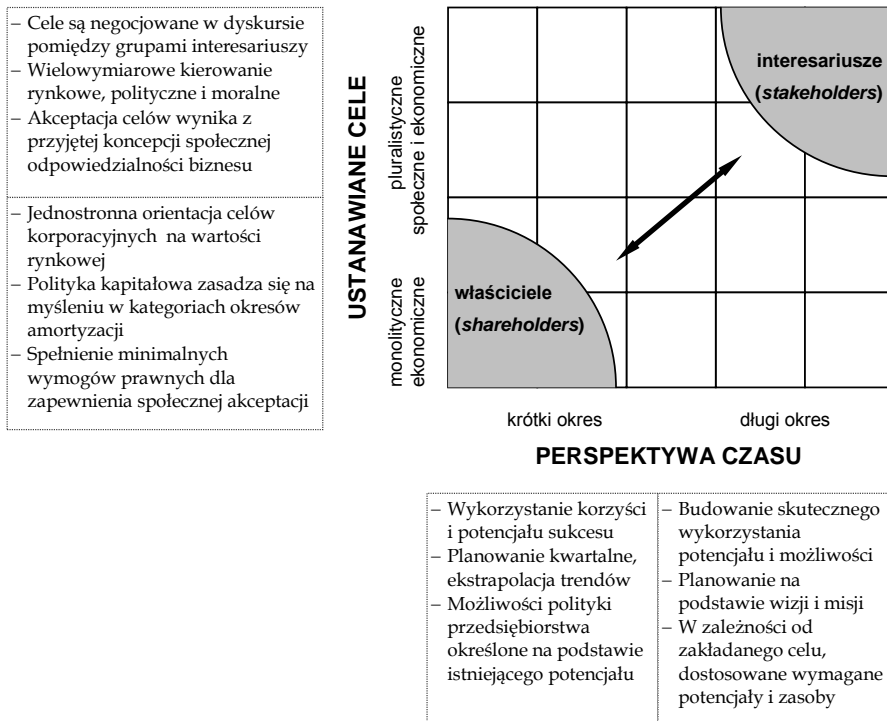 – Cele są negocjowane w dyskursie
pomiędzy grupami interesariuszy
– Wielowymiarowe kierowanie
rynkowe, polityczne i moralne
– Akceptacja celów wynika z
przyjętej koncepcji społecznej
odpowiedzialności biznesu
– Jednostronna orientacja celów
korporacyjnych na wartości
rynkowej
– Polityka kapitałowa zasadza się na
myśleniu w kategoriach okresów
amortyzacji
– Spełnienie minimalnych
wymogów prawnych dla
zapewnienia społecznej akceptacji
USTANAWIANE CELE
pluralistyczne
społeczne i ekonomiczne
monolityczne
ekonomiczne
interesariusze
(stakeholders)
właściciele
(shareholders)
krótki okres
długi okres
PERSPEKTYWA CZASU
– Wykorzystanie korzyści
i potencjału sukcesu
– Planowanie kwartalne,
ekstrapolacja trendów
– Możliwości polityki
przedsiębiorstwa
określone na podstawie
istniejącego potencjału
– Budowanie skutecznego
wykorzystania
potencjału i możliwości
– Planowanie na
podstawie wizji i misji
– W zależności od
zakładanego celu,
dostosowane wymagane
potencjały i zasoby